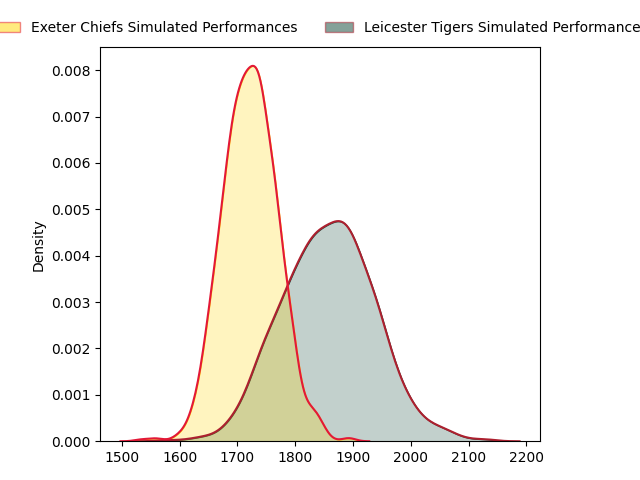 Exeter Chiefs Simulated Performances
Leicester Tigers Simulated Performance
Density
0.008
0.007
0.006
0.005
0.004
0.003
0.002
0.001
0.000
1500 1600 1700 1800 1900 2000 2100 2200